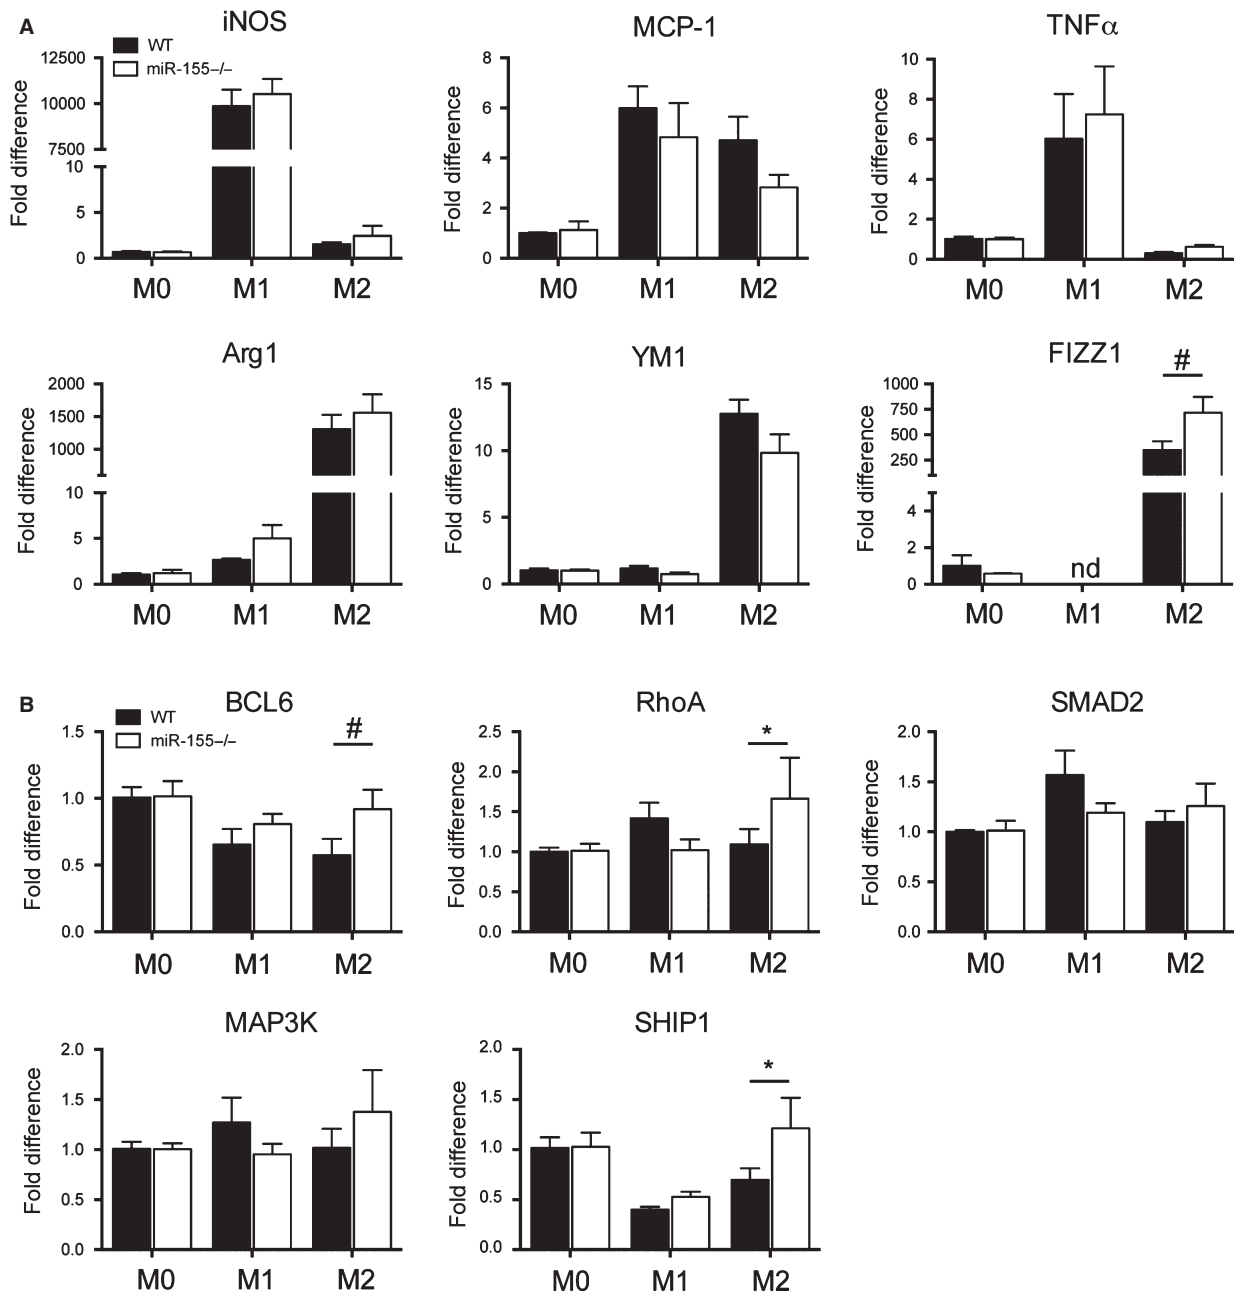 A
iNOS
MCP-1
TNFα
WT
miR-155–/–
Fold difference
12500
10000
7500
10
5
0
M0 M1 M2
Fold difference
8
6
4
2
0
M0 M1 M2
Fold difference
10
8
6
4
2
0
M0 M1 M2
Arg1
YM1
FIZZ1
Fold difference
2000
1500
1000
10
5
0
M0 M1 M2
Fold difference
15
10
5
0
M0 M1 M2
Fold difference
1000
750
500
250
4
2
0
#
nd
M0 M1 M2
B
BCL6
RhoA
SMAD2
WT
miR-155–/–
Fold difference
1.5
1.0
0.5
0.0
#
M0 M1 M2
Fold difference
2.5
2.0
1.5
1.0
0.5
0.0
*
M0 M1 M2
Fold difference
2.0
1.5
1.0
0.5
0.0
M0 M1 M2
MAP3K
SHIP1
Fold difference
2.0
1.5
1.0
0.5
0.0
M0 M1 M2
Fold difference
2.0
1.5
1.0
0.5
0.0
*
M0 M1 M2